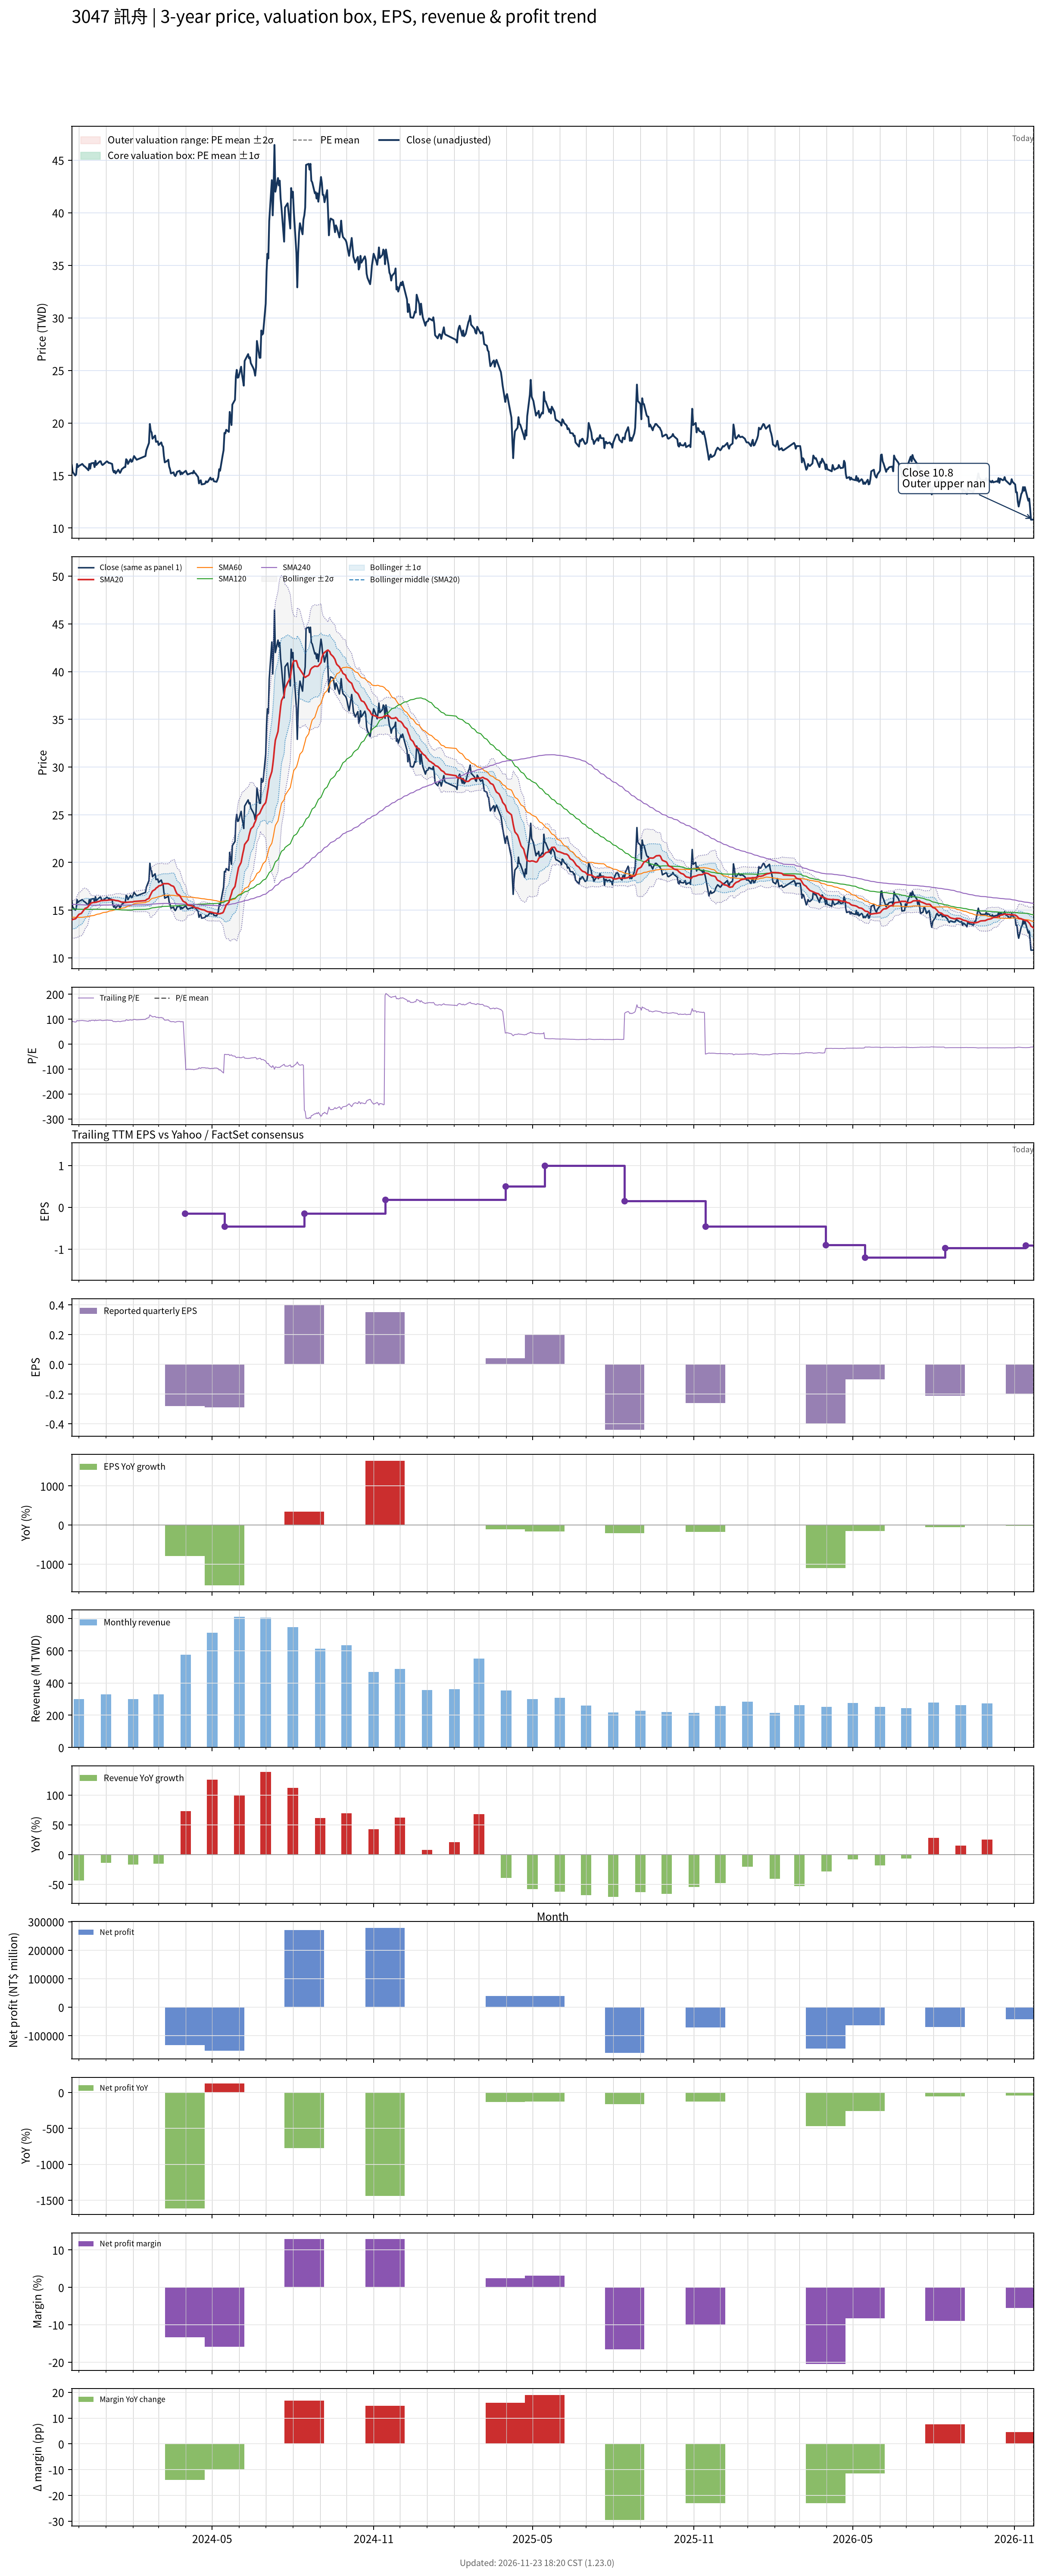 3047 訊舟 | 3-year price, valuation box, EPS, revenue & profit trend
Outer valuation range: PE mean ±2σ
PE mean
Close (unadjusted)
Core valuation box: PE mean ±1σ
Today
Price (TWD)
45
40
35
30
25
20
15
10
Close 10.8
Outer upper nan
Close (same as panel 1)
SMA60
SMA240
Bollinger ±1σ
SMA20
SMA120
Bollinger ±2σ
Bollinger middle (SMA20)
Price
50
45
40
35
30
25
20
15
10
Trailing P/E
P/E mean
P/E
200
100
0
-100
-200
-300
Trailing TTM EPS vs Yahoo / FactSet consensus
Today
EPS
1
0
-1
Reported quarterly EPS
EPS
0.4
0.2
0.0
-0.2
-0.4
EPS YoY growth
YoY (%)
1000
0
-1000
Monthly revenue
Revenue (M TWD)
800
600
400
200
0
Revenue YoY growth
YoY (%)
100
50
0
-50
Month
Net profit
Net profit (NT$ million)
300000
200000
100000
0
-100000
Net profit YoY
YoY (%)
0
-500
-1000
-1500
Net profit margin
Margin (%)
10
0
-10
-20
Margin YoY change
Δ margin (pp)
20
10
0
-10
-20
-30
2024-05
2024-11
2025-05
2025-11
2026-05
2026-11
Updated: 2026-11-23 18:20 CST (1.23.0)